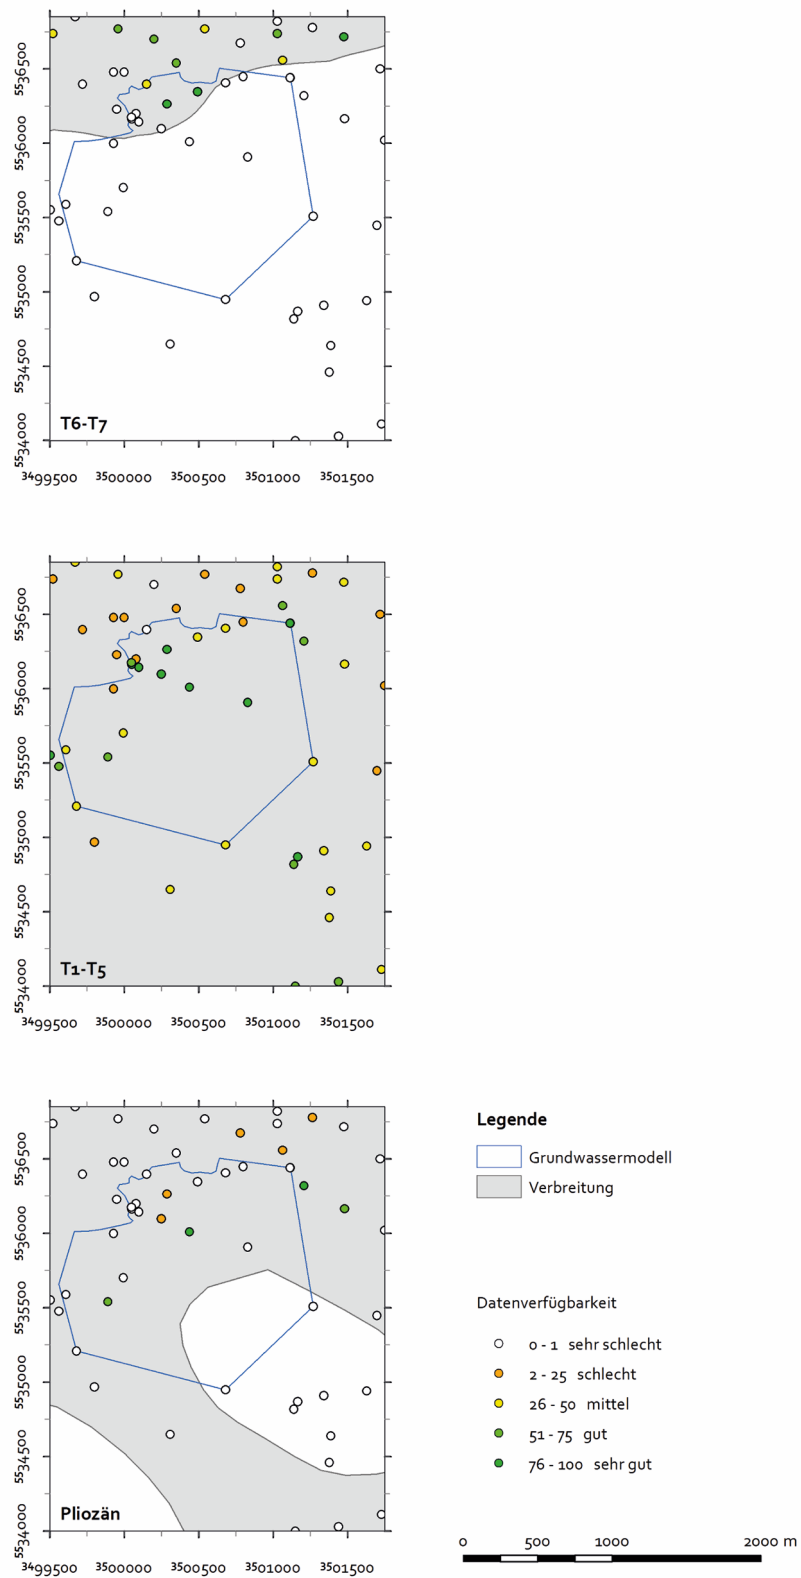 5536500
5536000
5535500
5535000
5534500
5534000
T6-T7
3499500 3500000 3500500 3501000 3501500
5536500
5536000
5535500
5535000
5534500
5534000
T1-T5
3499500 3500000 3500500 3501000 3501500
5536500
5536000
5535500
5535000
5534500
5534000
Pliozän
3499500 3500000 3500500 3501000 3501500
Legende
Grundwassermodell
Verbreitung
Datenverfügbarkeit
0 - 1 sehr schlecht
2 - 25 schlecht
26 - 50 mittel
51 - 75 gut
76 - 100 sehr gut
0 500 1000 2000 m